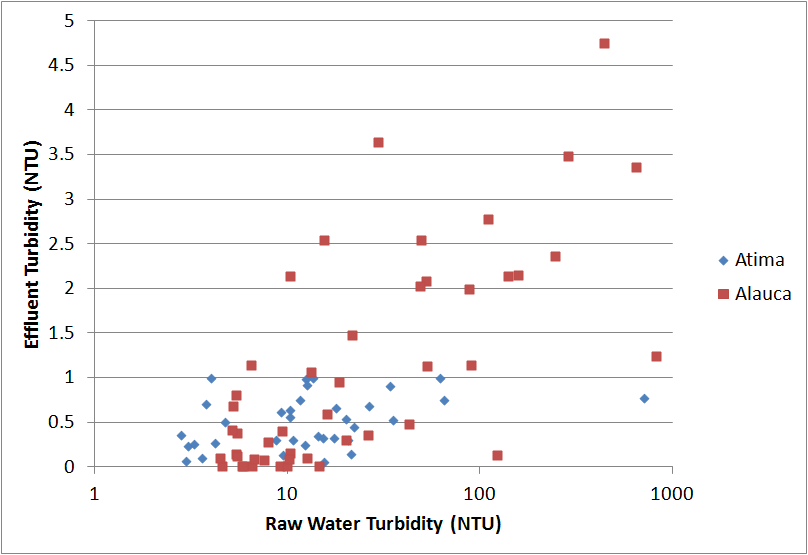 5
4.5
4
3.5
3
2.5
2
1.5
1
0.5
0
1 10 100 1000
Effluent Turbidity (NTU)
Raw Water Turbidity (NTU)
Atima
Alauca